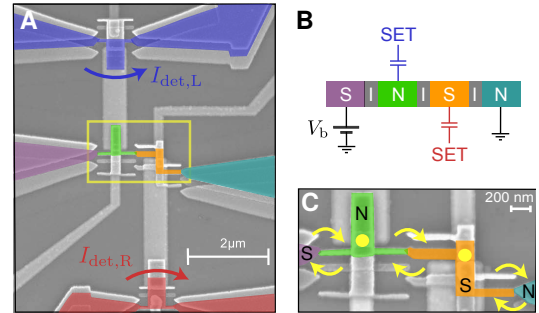 A
I_det,L
I_det,R
2μm
B
SET
S I N I S I N
V_b
SET
C
200 nm
N
S
S
N